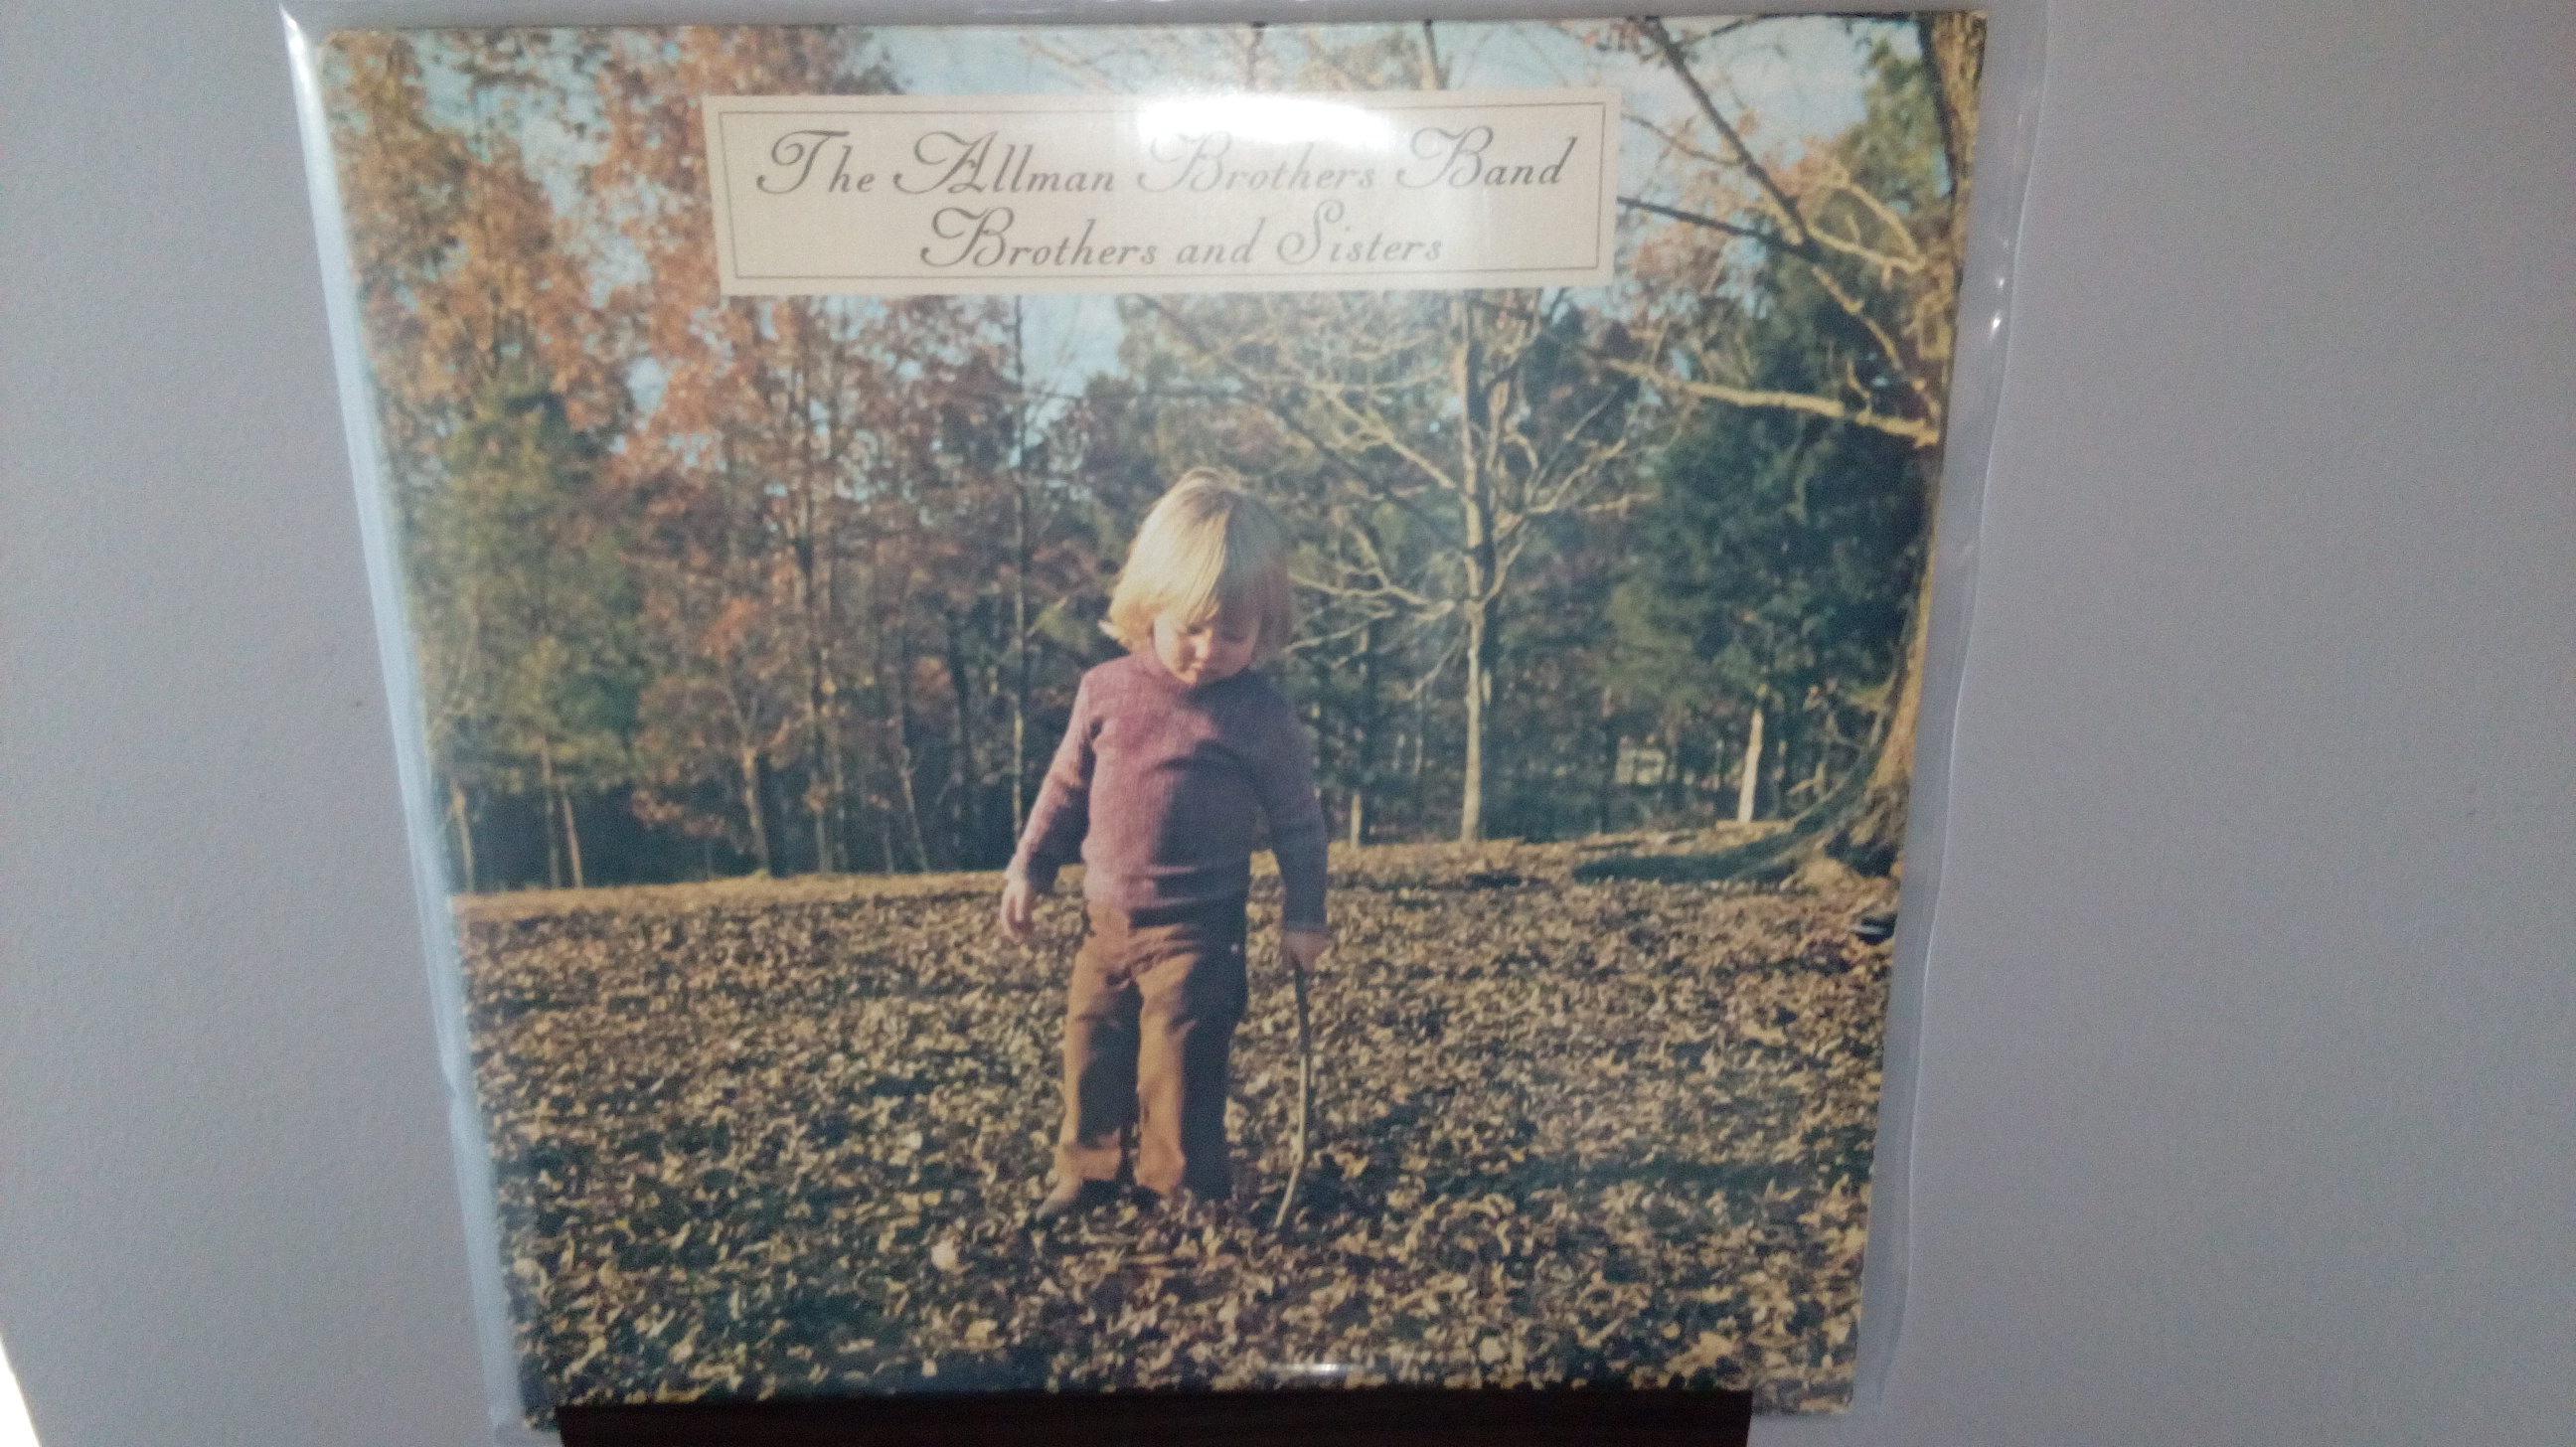 The Allman Brothers Band
Brothers and Sisters